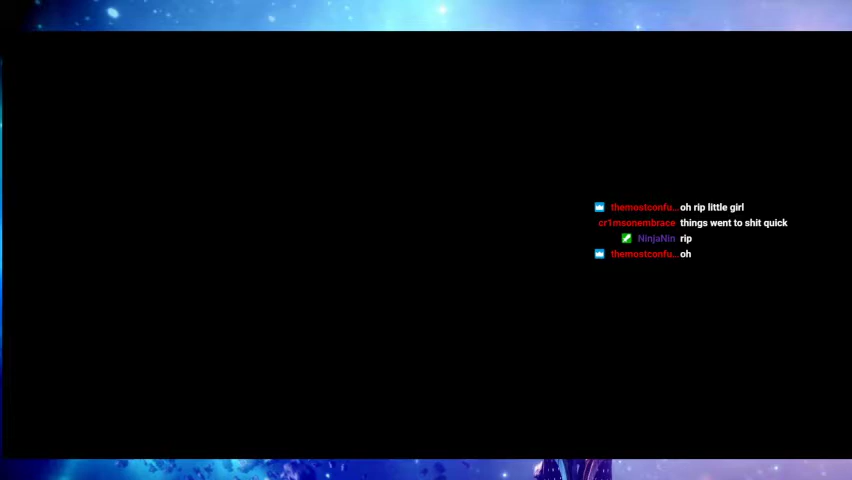 themostconfu... oh rip little girl
cr1msonembrace things went to shit quick
NinjaNin rip
themostconfu... oh